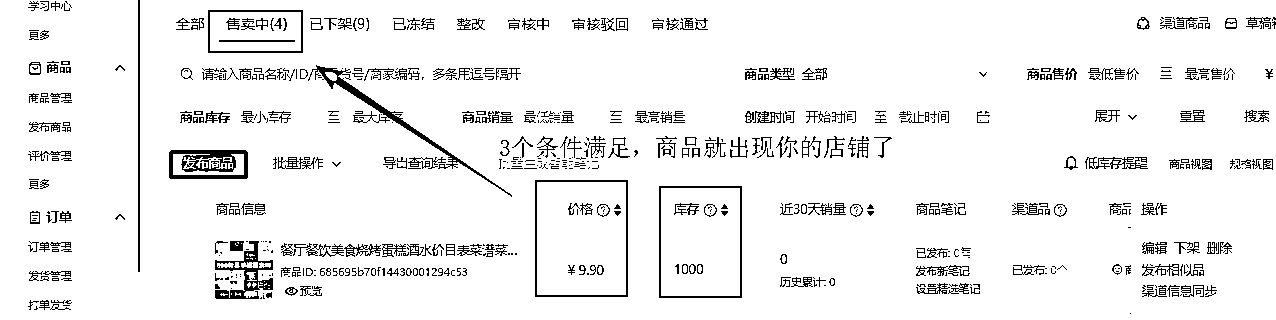 学习中心
更多
商品
商品管理
发布商品
评价管理
更多
订单
订单管理
发货管理
打单发货
全部 售卖中(4) 已下架(9) 已冻结 整改 审核中 审核驳回 审核通过
渠道商品 草稿
请输入商品名称/ID/ 货号/商家编码，多条用逗号隔开
商品类型 全部
商品售价 最低售价 至 最高售价 ¥
商品库存 最小库存 至 最大库存
商品销量 最低销量 至 最高销量
创建时间 开始时间 至 截止时间
展开 重置 搜索
3个条件满足，商品就出现你的店铺了
发布商品 批量操作 导出查询结果
低库存提醒 商品视图 规格视图
商品信息 价格 库存 近30天销量 商品笔记 渠道品 商品 操作
餐厅餐饮美食烧烤蛋糕酒水价目表菜谱菜...
商品ID: 685695b70f14430001294c53
预览
¥9.90
1000
0
历史累计: 0
已发布: 0写
发布新笔记
设置精选笔记
已发布: 0个
编辑 下架 删除
发布相似品
渠道信息同步